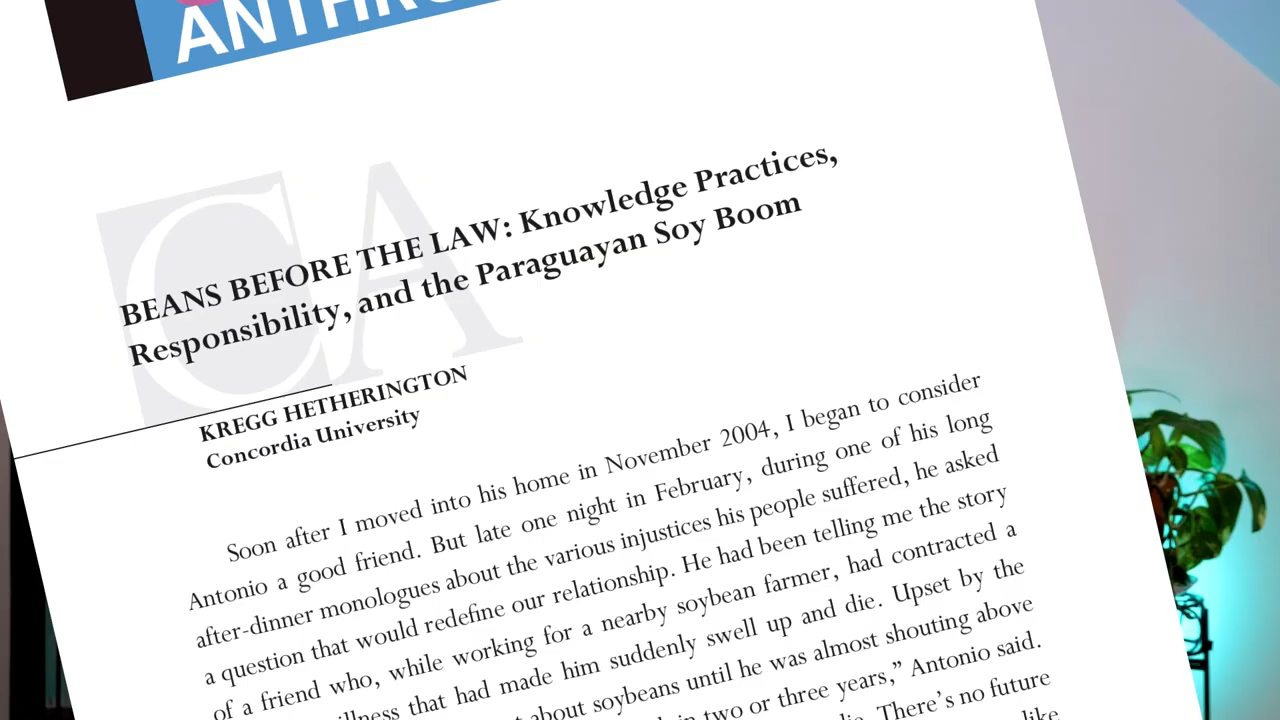 ANTHRO
CA
BEANS BEFORE THE LAW: Knowledge Practices,
Responsibility, and the Paraguayan Soy Boom
KREGG HETHERINGTON
Concordia University
Soon after I moved into his home in November 2004, I began to consider
Antonio a good friend. But late one night in February, during one of his long
after-dinner monologues about the various injustices his people suffered, he asked
a question that would redefine our relationship. He had been telling me the story
of a friend who, while working for a nearby soybean farmer, had contracted a
illness that had made him suddenly swell up and die. Upset by the
about soybeans until he was almost shouting above
in two or three years,” Antonio said.
There’s no future
like